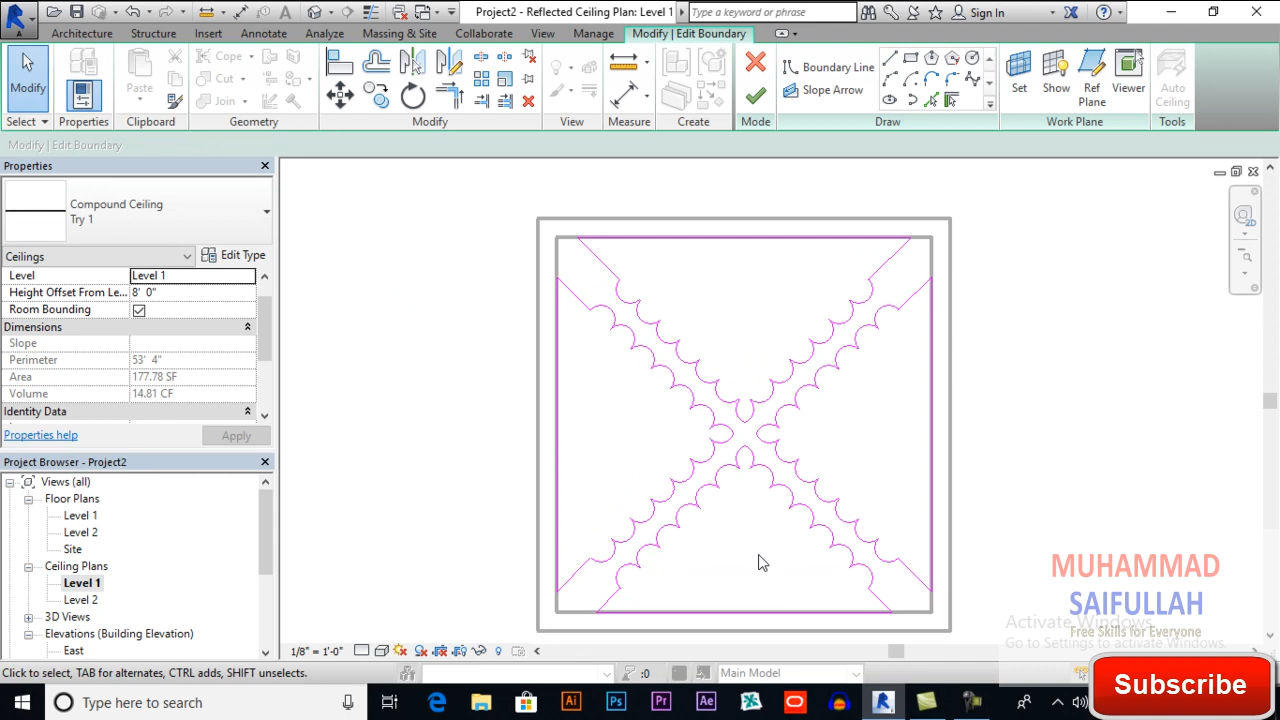 Project2 - Reflected Ceiling Plan: Level 1
Type a keyword or phrase
Sign In
Architecture Structure Insert Annotate Analyze Massing & Site Collaborate View Manage Modify | Edit Boundary
Modify
Paste
Cope
Cut
Join
Boundary Line
Slope Arrow
Set Show Ref Plane Viewer Auto Ceiling
Select Properties Clipboard Geometry Modify View Measure Create Mode Draw Work Plane Tools
Modify | Edit Boundary
Properties
Compound Ceiling
Try 1
Ceilings
Edit Type
Level Level 1
Height Offset From Le... 8' 0"
Room Bounding
Dimensions
Slope
Perimeter 53' 4"
Area 177.78 SF
Volume 14.81 CF
Identity Data
Properties help
Apply
Project Browser - Project2
Views (all)
Floor Plans
Level 1
Level 2
Site
Ceiling Plans
Level 1
Level 2
3D Views
Elevations (Building Elevation)
East
2D
1/8" = 1'-0"
MUHAMMAD
SAIFULLAH
Free Skills for Everyone
Activate Windows
Go to Settings to activate Windows.
Click to select, TAB for alternates, CTRL adds, SHIFT unselects.
:0
Main Model
Subscribe
Type here to search
Ai
Ps
Pr
Ae